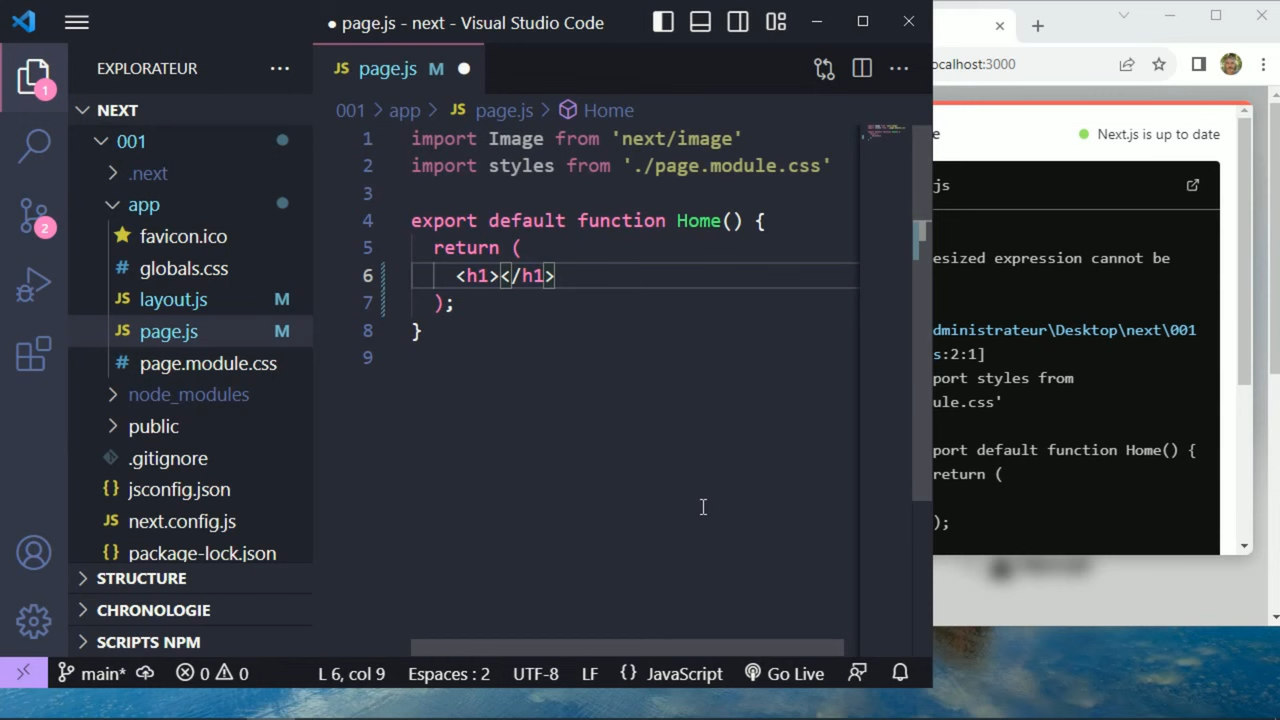 page.js - next - Visual Studio Code
EXPLORATEUR
NEXT
001
.next
app
favicon.ico
globals.css
layout.js M
page.js M
page.module.css
node_modules
public
.gitignore
jsconfig.json
next.config.js
package-lock.json
STRUCTURE
CHRONOLOGIE
SCRIPTS NPM
1
2
JS page.js M
001 > app > JS page.js > Home
1 import Image from 'next/image'
2 import styles from './page.module.css'
3
4 export default function Home() {
5 return (
6 <h1></h1>
7 );
8 }
9
main* 0 0 L 6, col 9 Espaces : 2 UTF-8 LF {} JavaScript Go Live
ocalhost:3000
e Next.js is up to date
js
esized expression cannot be
dministrateur\Desktop\next\001
s:2:1]
port styles from
ule.css'
port default function Home() {
return (
);